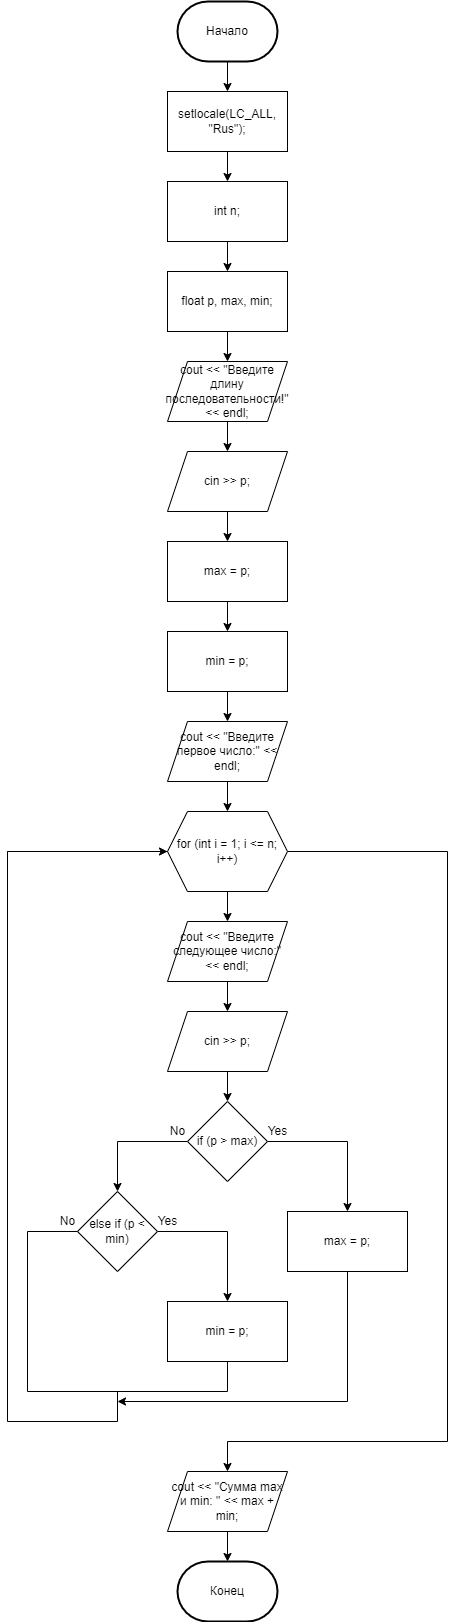 Начало
setlocale(LC_ALL,
"Rus");
int n;
float p, max, min;
cout << "Введите
длину
последовательности!"
<< endl;
cin >> p;
max = p;
min = p;
cout << "Введите
первое число:" <<
endl;
for (int i = 1; i <= n;
i++)
cout << "Введите
следующее число:"
<< endl;
cin >> p;
No
if (p > max)
Yes
No
else if (p <
min)
Yes
max = p;
min = p;
cout << "Сумма max
и min: " << max +
min;
Конец